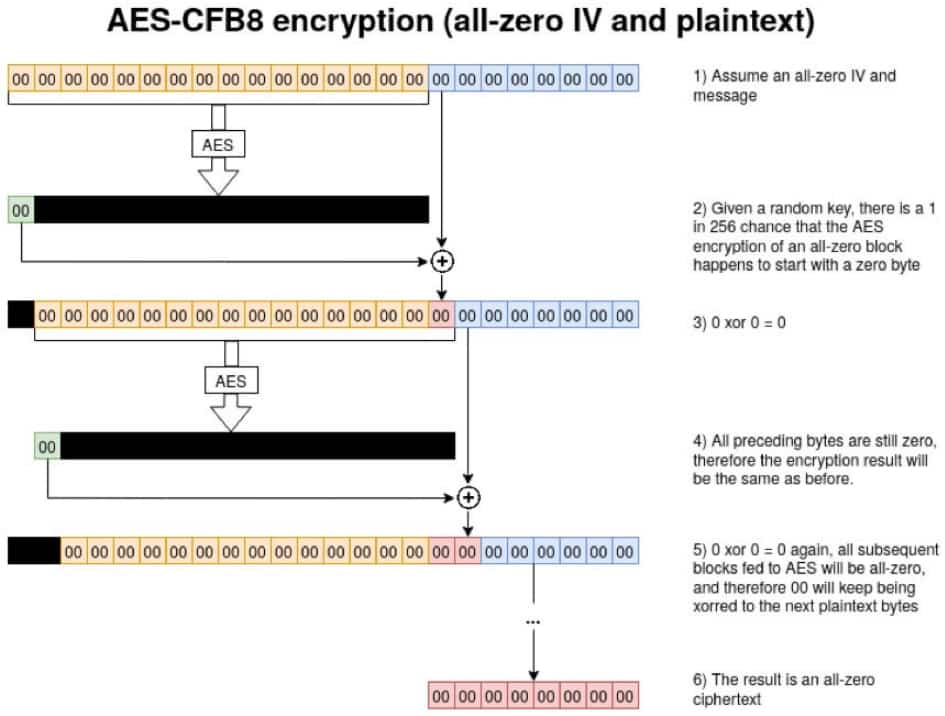 AES-CFB8 encryption (all-zero IV and plaintext)
00 00 00 00 00 00 00 00 00 00 00 00 00 00 00 00 00 00 00 00 00 00 00 00
1) Assume an all-zero IV and
message
AES
00
2) Given a random key, there is a 1
in 256 chance that the AES
encryption of an all-zero block
happens to start with a zero byte
00 00 00 00 00 00 00 00 00 00 00 00 00 00 00 00 00 00 00 00 00 00 00
3) 0 xor 0 = 0
AES
00
4) All preceding bytes are still zero,
therefore the encryption result will
be the same as before.
00 00 00 00 00 00 00 00 00 00 00 00 00 00 00 00 00 00 00 00 00 00
5) 0 xor 0 = 0 again, all subsequent
blocks fed to AES will be all-zero,
and therefore 00 will keep being
xorred to the next plaintext bytes
...
00 00 00 00 00 00 00 00
6) The result is an all-zero
ciphertext